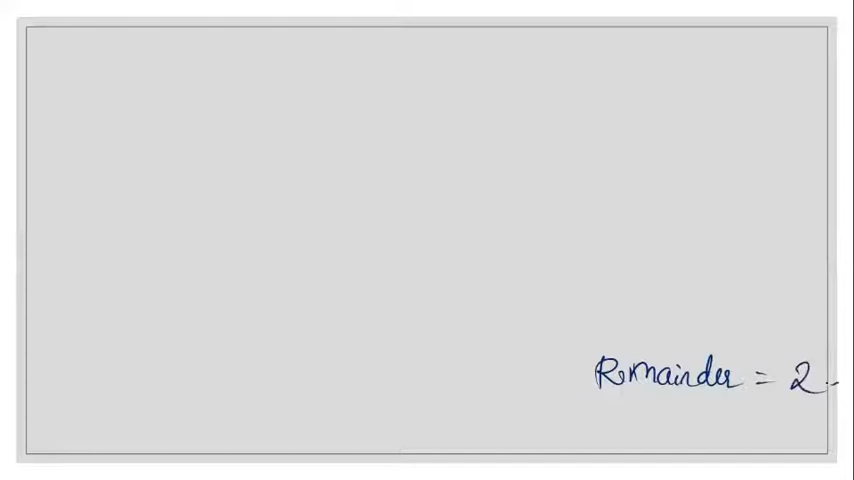 Remainder = 2.